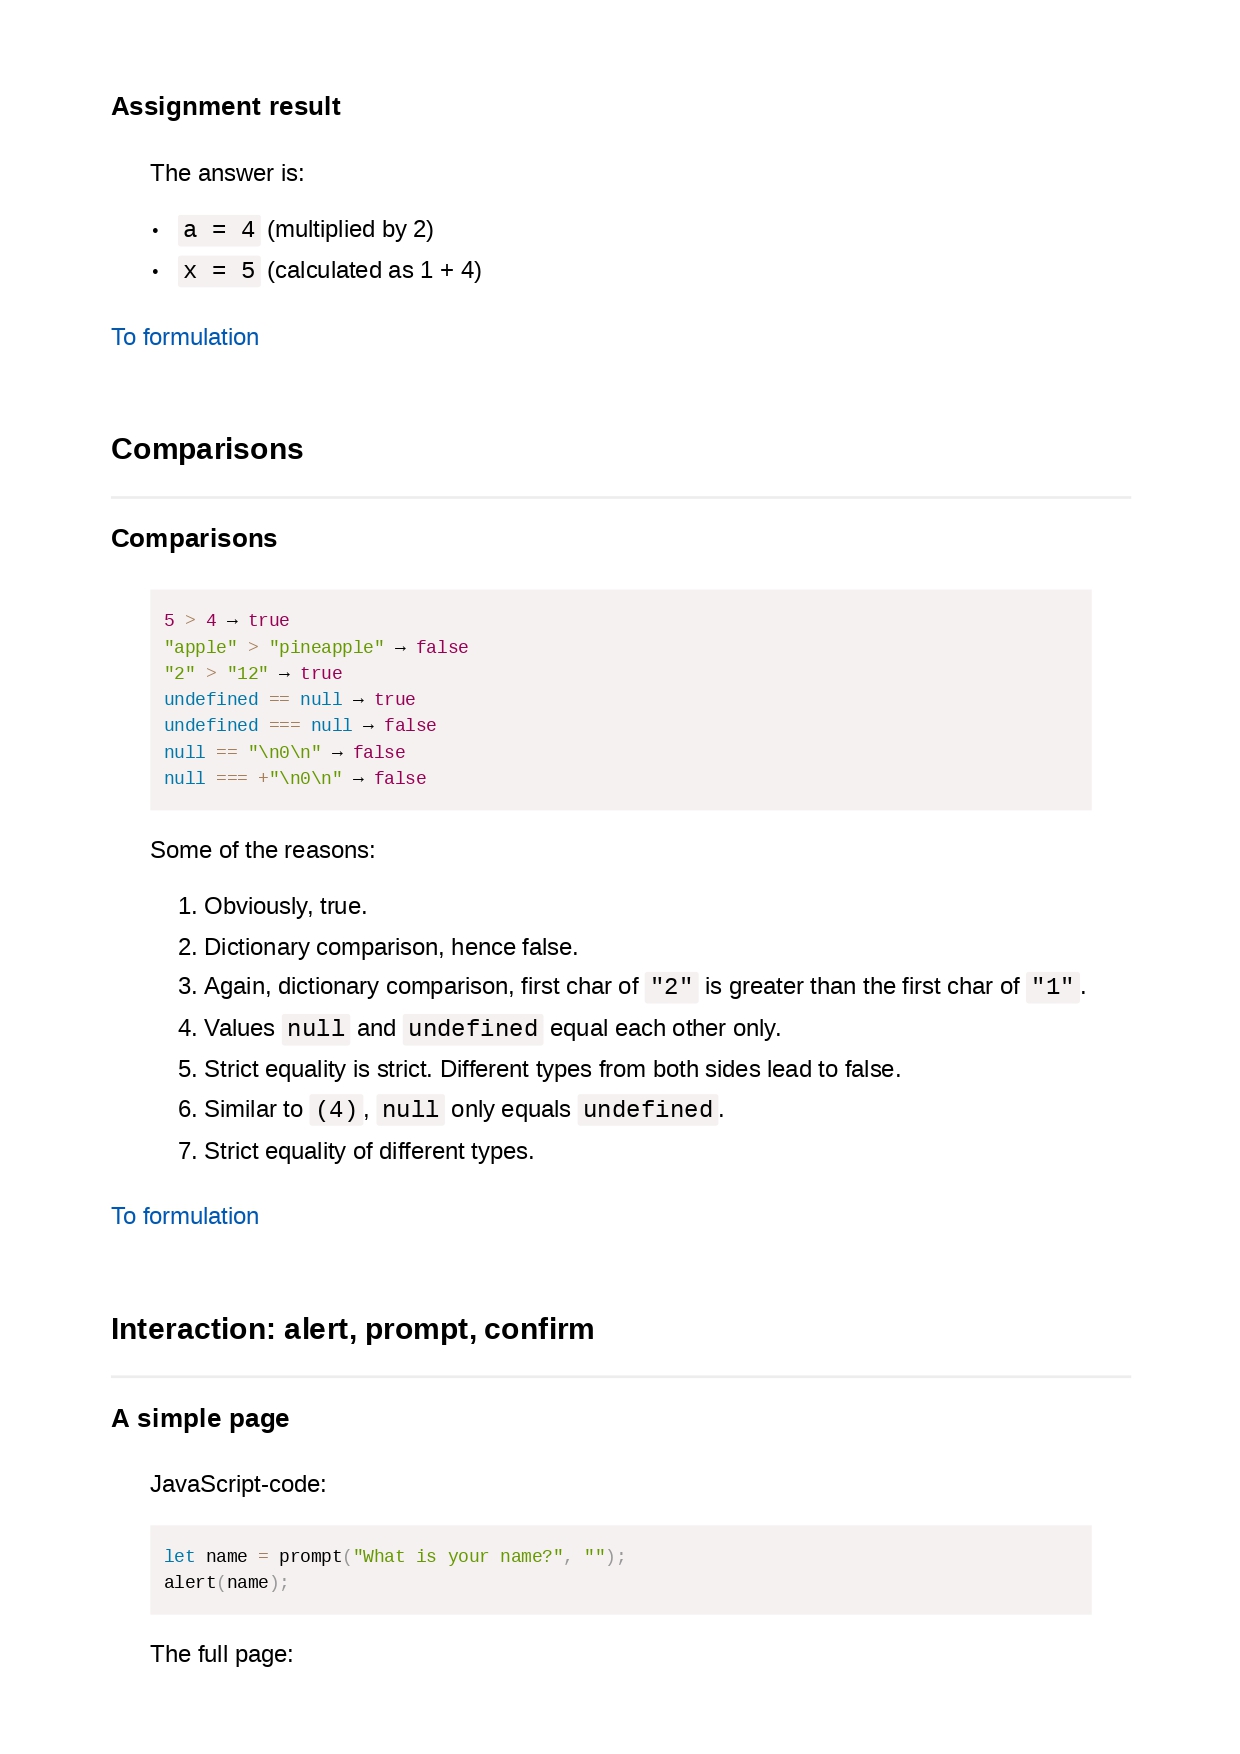 Assignment result
The answer is:
• a = 4 (multiplied by 2)
• x = 5 (calculated as 1 + 4)
To formulation
Comparisons
Comparisons
5 > 4 → true
"apple" > "pineapple" → false
"2" > "12" → true
undefined == null → true
undefined === null → false
null == "\n0\n" → false
null === +"\n0\n" → false
Some of the reasons:
1. Obviously, true.
2. Dictionary comparison, hence false.
3. Again, dictionary comparison, first char of "2" is greater than the first char of "1".
4. Values null and undefined equal each other only.
5. Strict equality is strict. Different types from both sides lead to false.
6. Similar to (4), null only equals undefined.
7. Strict equality of different types.
To formulation
Interaction: alert, prompt, confirm
A simple page
JavaScript-code:
let name = prompt("What is your name?", "");
alert(name);
The full page: